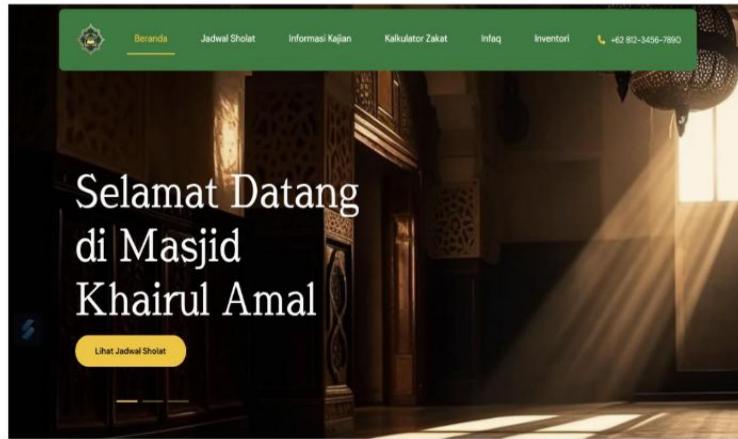 Beranda
Jadwal Sholat
Informasi Kajian
Kalkulator Zakat
Infaq
Inventori
+62 812-3456-7890
Selamat Datang
di Masjid
Khairul Amal
Lihat Jadwal Sholat